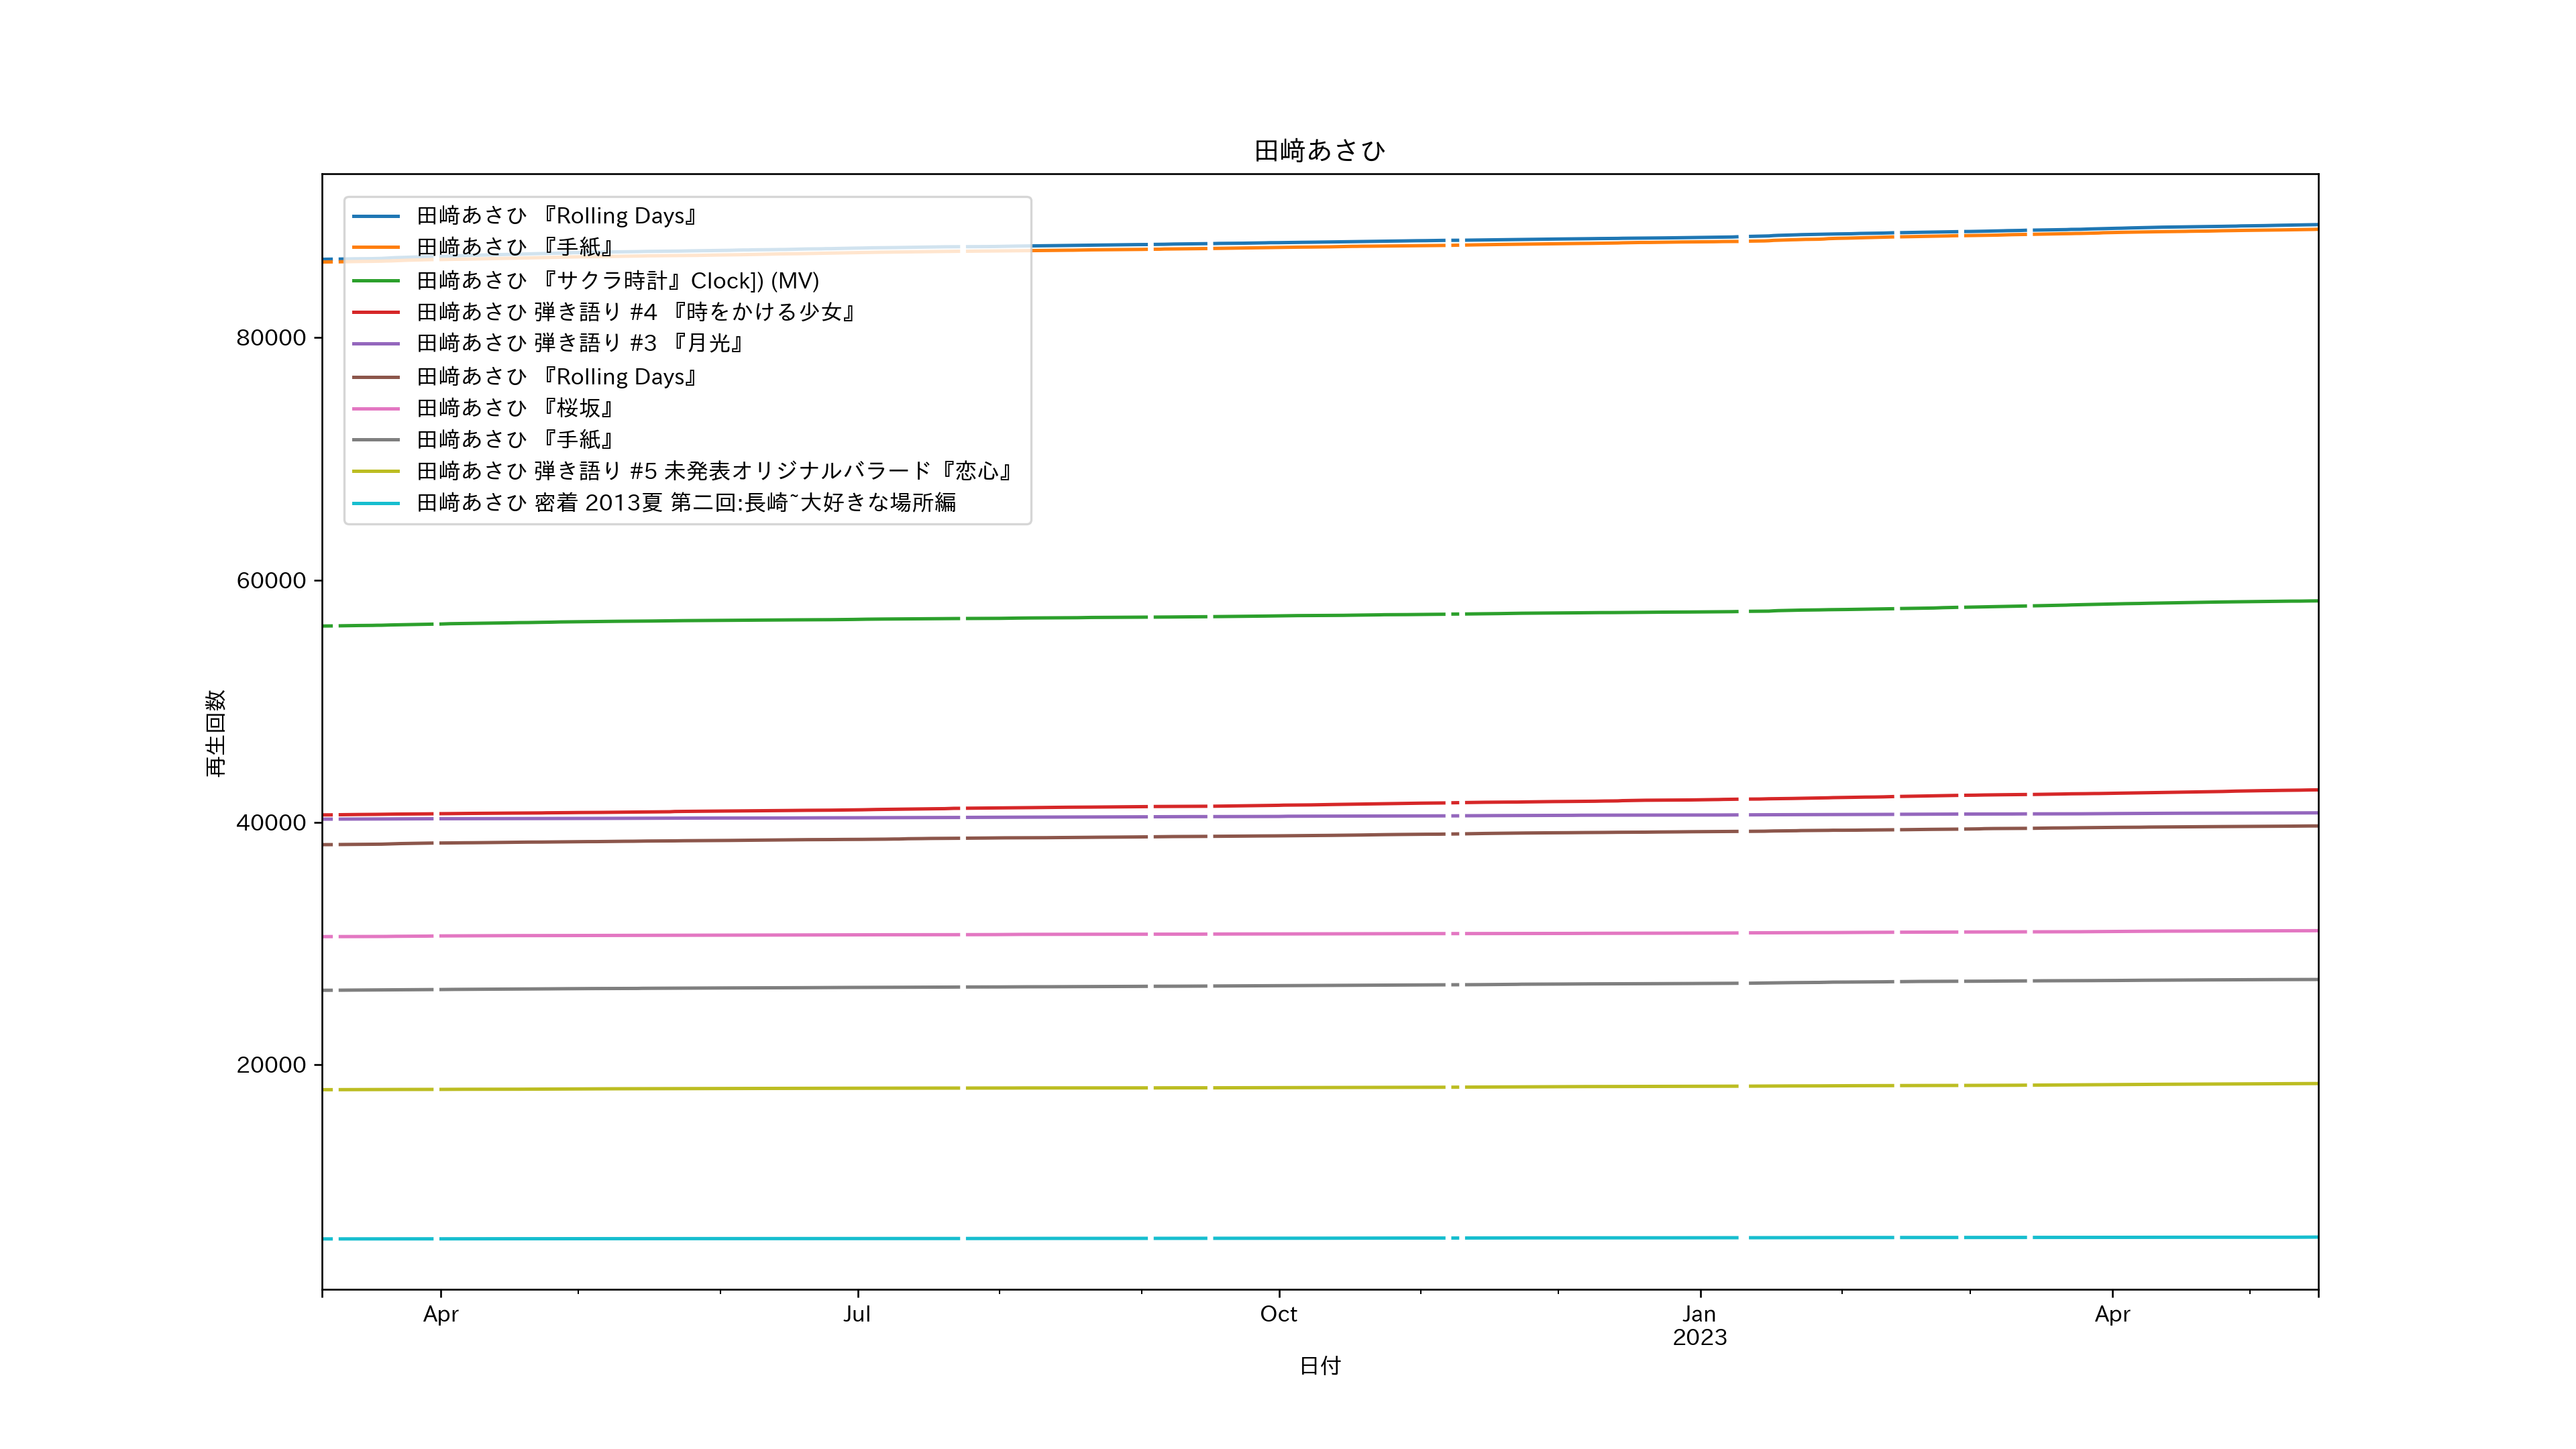 田﨑あさひ
田﨑あさひ 『Rolling Days』
田﨑あさひ 『手紙』
田﨑あさひ 『サクラ時計』Clock]) (MV)
田﨑あさひ 弾き語り #4 『時をかける少女』
田﨑あさひ 弾き語り #3 『月光』
田﨑あさひ 『Rolling Days』
田﨑あさひ 『桜坂』
田﨑あさひ 『手紙』
田﨑あさひ 弾き語り #5 未発表オリジナルバラード『恋心』
田﨑あさひ 密着 2013夏 第二回:長崎~大好きな場所編
80000
60000
40000
20000
再生回数
Apr
Jul
Oct
Jan
2023
Apr
日付